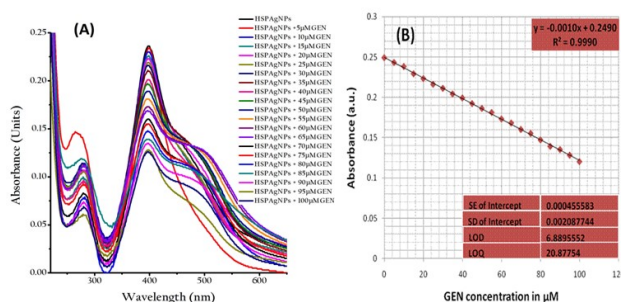 (A)
HSPAgNPs
HSPAgNPs +5µMGEN
HSPAgNPs + 10µMGEN
HSPAgNPs + 15µMGEN
HSPAgNPs + 20µMGEN
HSPAgNPs + 25µMGEN
HSPAgNPs + 30µMGEN
HSPAgNPs + 35µMGEN
HSPAgNPs + 40µMGEN
HSPAgNPs + 45µMGEN
HSPAgNPs + 50µMGEN
HSPAgNPs + 55µMGEN
HSPAgNPs + 60µMGEN
HSPAgNPs + 65µMGEN
HSPAgNPs + 70µMGEN
HSPAgNPs + 75µMGEN
HSPAgNPs + 80µMGEN
HSPAgNPs + 85µMGEN
HSPAgNPs + 90µMGEN
HSPAgNPs + 95µMGEN
HSPAgNPs + 100µMGEN
0.25
0.20
0.15
0.10
0.05
0.00
Absorbance (Units)
300
400
500
600
Wavelength (nm)
(B)
y = -0.0010x + 0.2490
R² = 0.9990
0.3
0.25
0.2
0.15
0.1
0.05
0
Absorbance (a.u.)
SE of Intercept 0.000455583
SD of Intercept 0.002087744
LOD 6.8895552
LOQ 20.87754
0 20 40 60 80 100 120
GEN concentration in µM